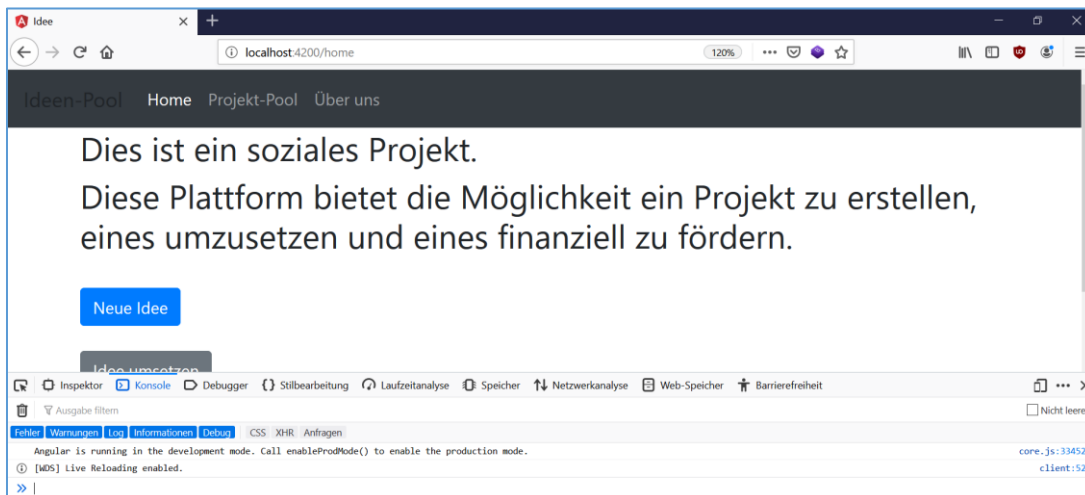 Idee
localhost:4200/home
120%
Ideen-Pool Home Projekt-Pool Über uns
Dies ist ein soziales Projekt.
Diese Plattform bietet die Möglichkeit ein Projekt zu erstellen,
eines umzusetzen und eines finanziell zu fördern.
Neue Idee
Idee umsetzen
Inspektor Konsole Debugger {} Stilbearbeitung Laufzeitanalyse Speicher Netzwerkanalyse Web-Speicher Barrierefreiheit
Ausgabe filtern Nicht leere
Fehler Warnungen Log Informationen Debug CSS XHR Anfragen
Angular is running in the development mode. Call enableProdMode() to enable the production mode. core.js:33452
[WDS] Live Reloading enabled. client:52